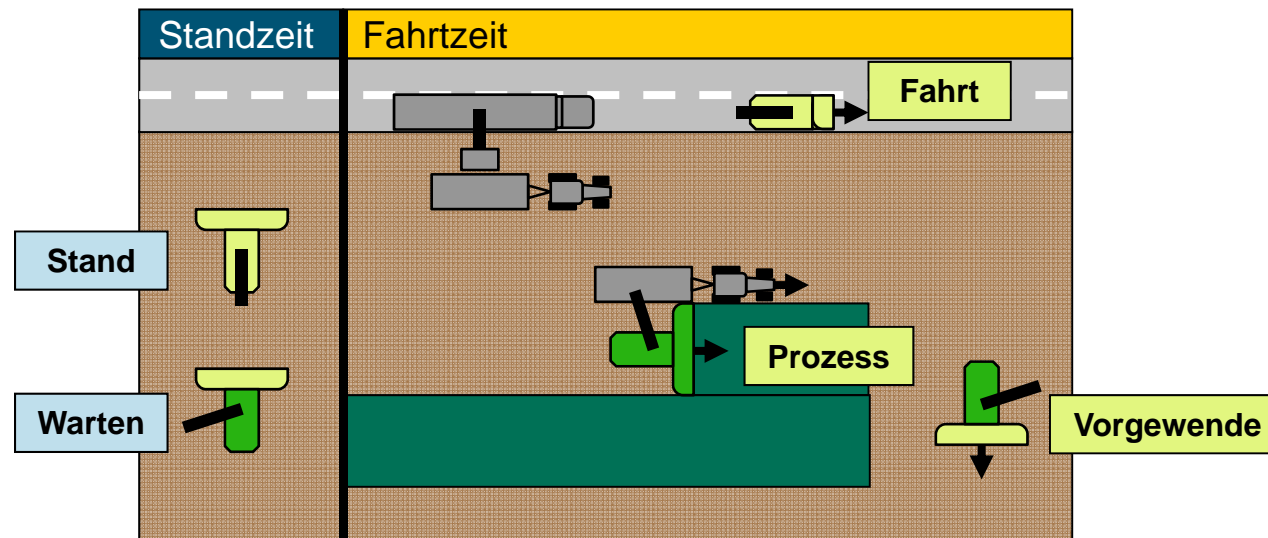 Standzeit
Fahrtzeit
Fahrt
Stand
Prozess
Warten
Vorgewende